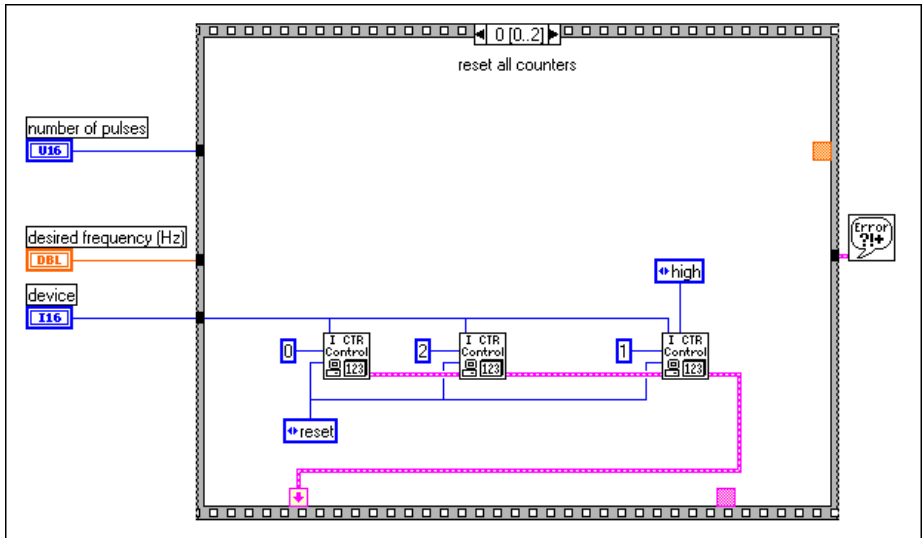 0 [0..2]
reset all counters
number of pulses
U16
desired frequency (Hz)
DBL
device
I16
Error
?!+
high
0
I CTR
Control
123
2
I CTR
Control
123
1
I CTR
Control
123
reset